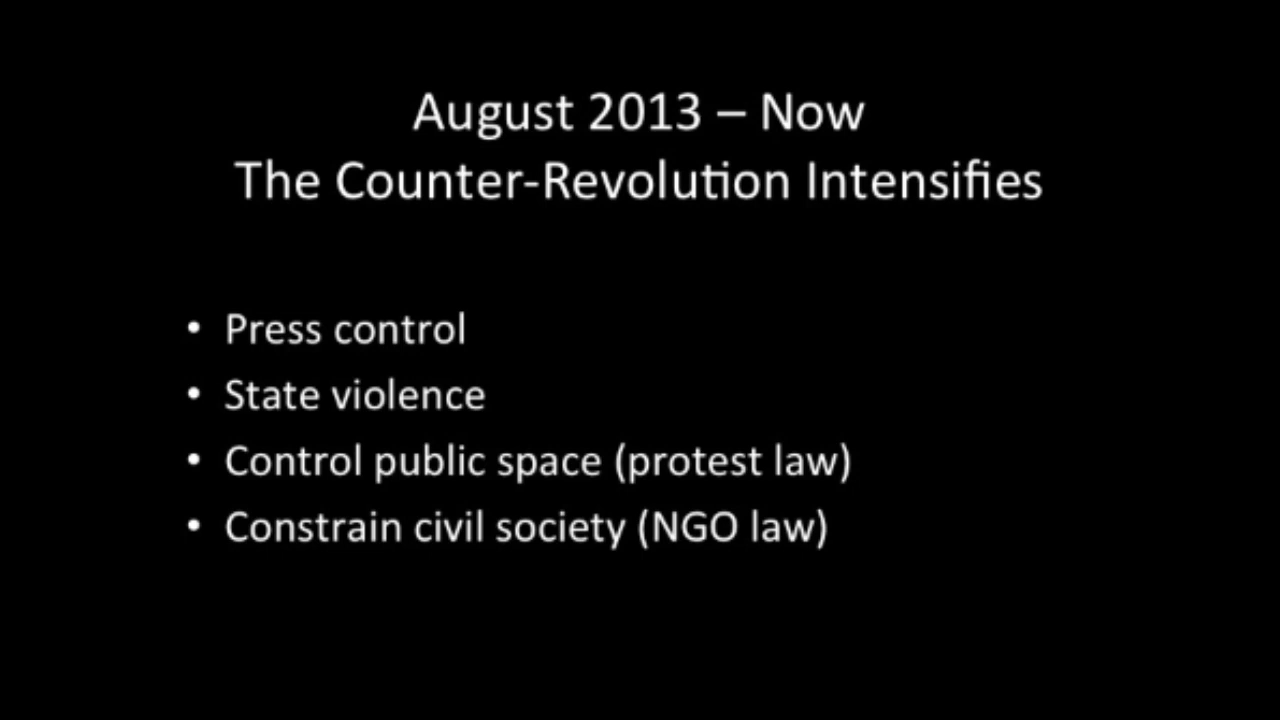 August 2013 – Now
The Counter-Revolution Intensifies
• Press control
• State violence
• Control public space (protest law)
• Constrain civil society (NGO law)